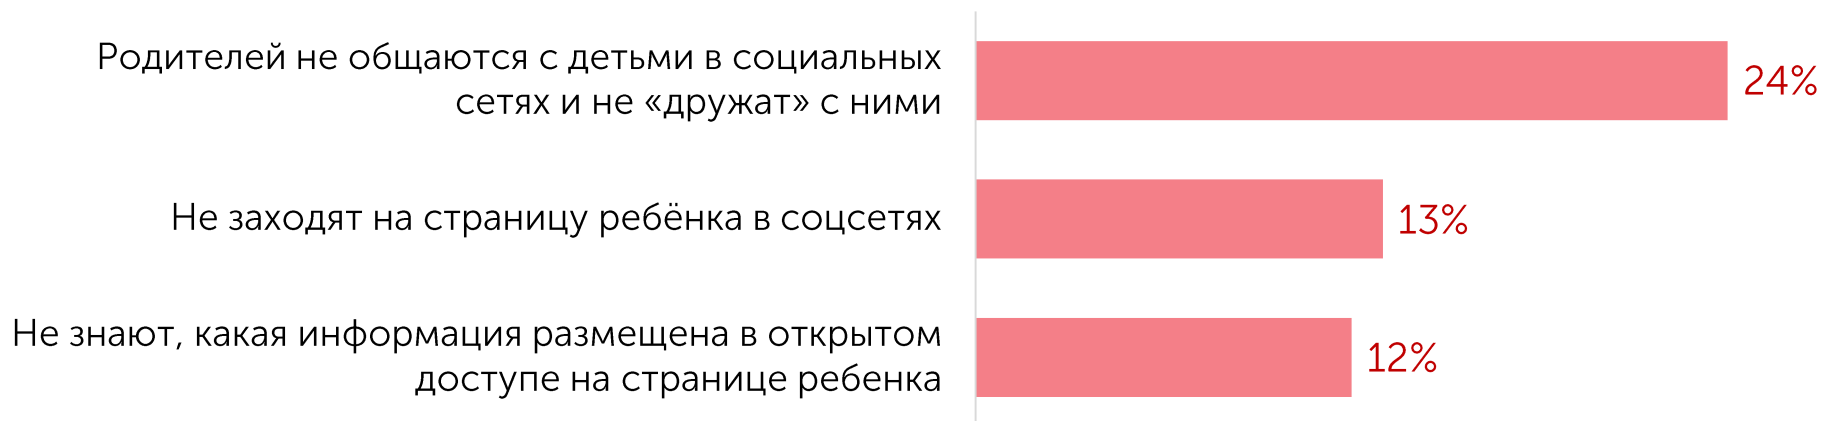 Родителей не общаются с детьми в социальных
сетях и не «дружат» с ними
24%
Не заходят на страницу ребёнка в соцсетях
13%
Не знают, какая информация размещена в открытом
доступе на странице ребенка
12%